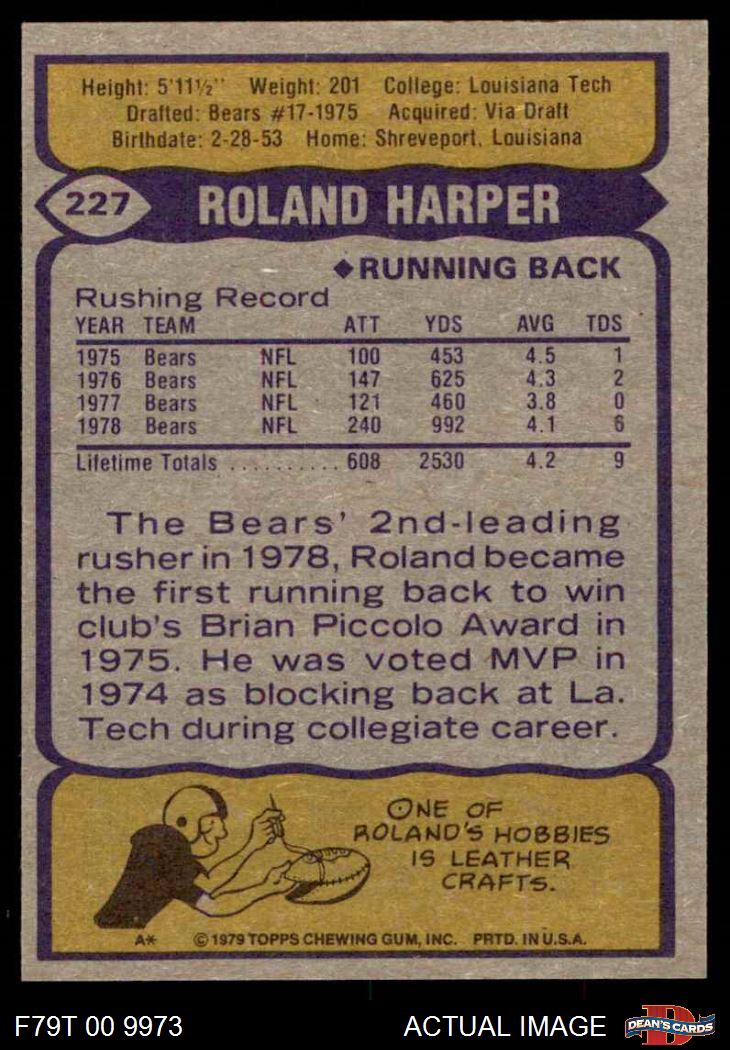 Height: 5'11½" Weight: 201 College: Louisiana Tech
Drafted: Bears #17-1975 Acquired: Via Draft
Birthdate: 2-28-53 Home: Shreveport, Louisiana
227 ROLAND HARPER
◆RUNNING BACK
Rushing Record
YEAR TEAM ATT YDS AVG TDS
1975 Bears NFL 100 453 4.5 1
1976 Bears NFL 147 625 4.3 2
1977 Bears NFL 121 460 3.8 0
1978 Bears NFL 240 992 4.1 6
Lifetime Totals .......... 608 2530 4.2 9
The Bears' 2nd-leading
rusher in 1978, Roland became
the first running back to win
club's Brian Piccolo Award in
1975. He was voted MVP in
1974 as blocking back at La.
Tech during collegiate career.
ONE OF
ROLAND'S HOBBIES
IS LEATHER
CRAFTS.
A* © 1979 TOPPS CHEWING GUM, INC. PRTD. IN U.S.A.
F79T 00 9973 ACTUAL IMAGE D DEAN'S CARDS